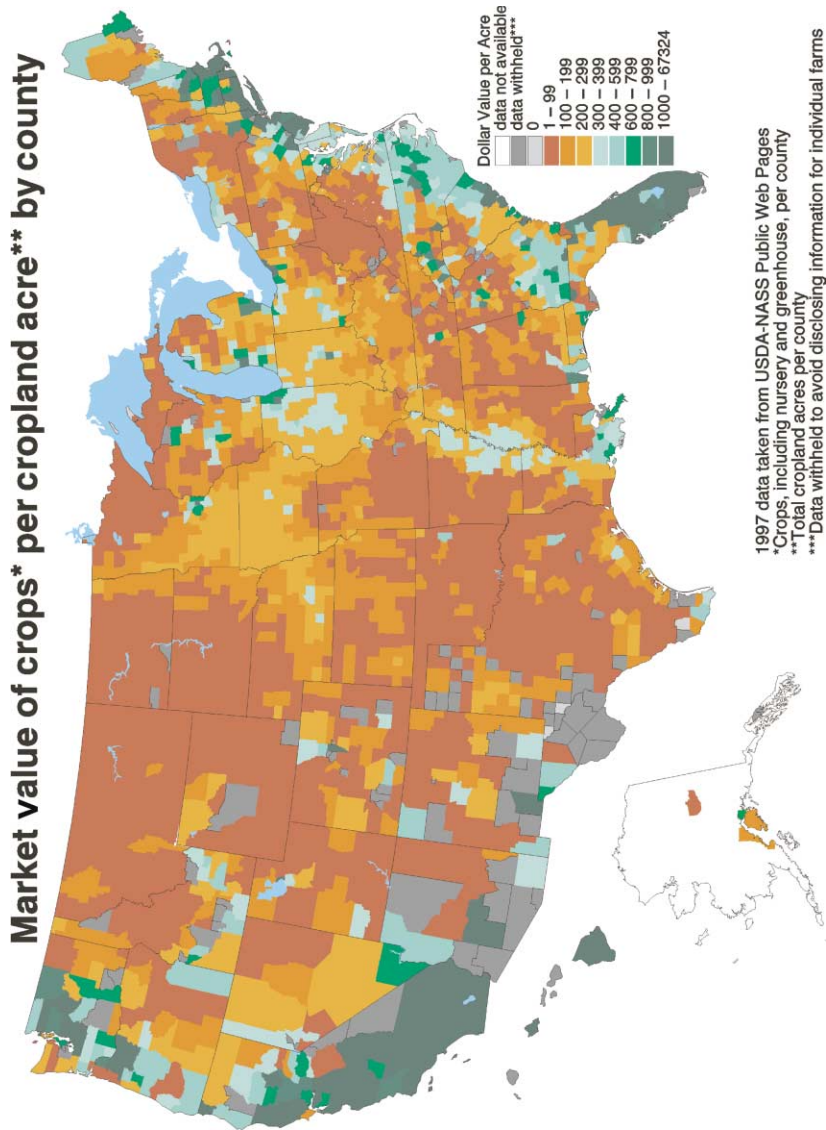 Market value of crops* per cropland acre** by county
Dollar Value per Acre
data not available
data withheld***
0
1 – 99
100 – 199
200 – 299
300 – 399
400 – 599
600 – 799
800 – 999
1000 – 67324
1997 data taken from USDA-NASS Public Web Pages
*Crops, including nursery and greenhouse, per county
**Total cropland acres per county
***Data withheld to avoid disclosing information for individual farms